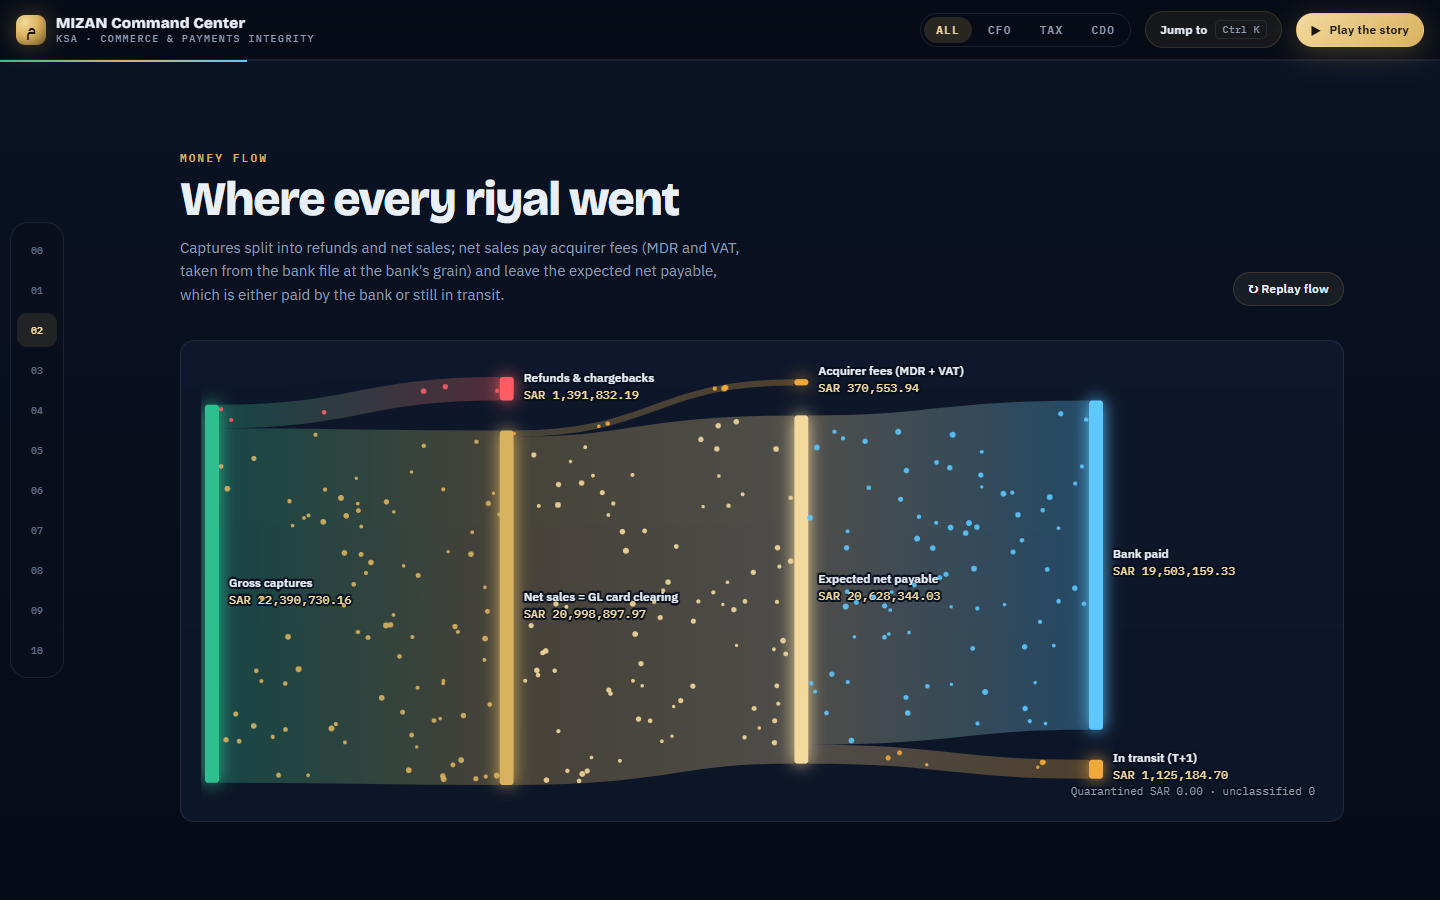 م
MIZAN Command Center
KSA · COMMERCE & PAYMENTS INTEGRITY
ALL
CFO
TAX
CDO
Jump to Ctrl K
▶ Play the story
00
01
02
03
04
05
06
07
08
09
10
MONEY FLOW
Where every riyal went
Captures split into refunds and net sales; net sales pay acquirer fees (MDR and VAT,
taken from the bank file at the bank's grain) and leave the expected net payable,
which is either paid by the bank or still in transit.
↻ Replay flow
Refunds & chargebacks
SAR 1,391,832.19
Acquirer fees (MDR + VAT)
SAR 370,553.94
Gross captures
SAR 22,390,730.16
Net sales = GL card clearing
SAR 20,998,897.97
Expected net payable
SAR 20,628,344.03
Bank paid
SAR 19,503,159.33
In transit (T+1)
SAR 1,125,184.70
Quarantined SAR 0.00 · unclassified 0